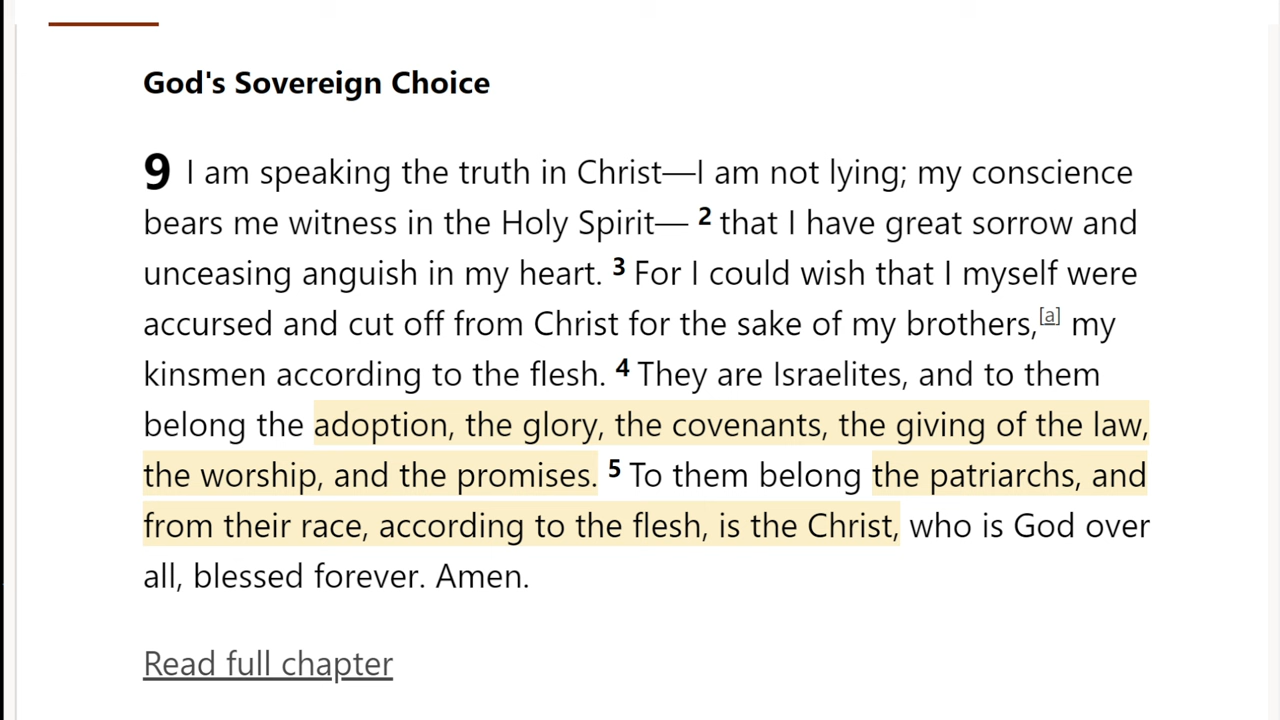 God's Sovereign Choice
9 I am speaking the truth in Christ—I am not lying; my conscience
bears me witness in the Holy Spirit— 2 that I have great sorrow and
unceasing anguish in my heart. 3 For I could wish that I myself were
accursed and cut off from Christ for the sake of my brothers,[a] my
kinsmen according to the flesh. 4 They are Israelites, and to them
belong the adoption, the glory, the covenants, the giving of the law,
the worship, and the promises. 5 To them belong the patriarchs, and
from their race, according to the flesh, is the Christ, who is God over
all, blessed forever. Amen.
Read full chapter